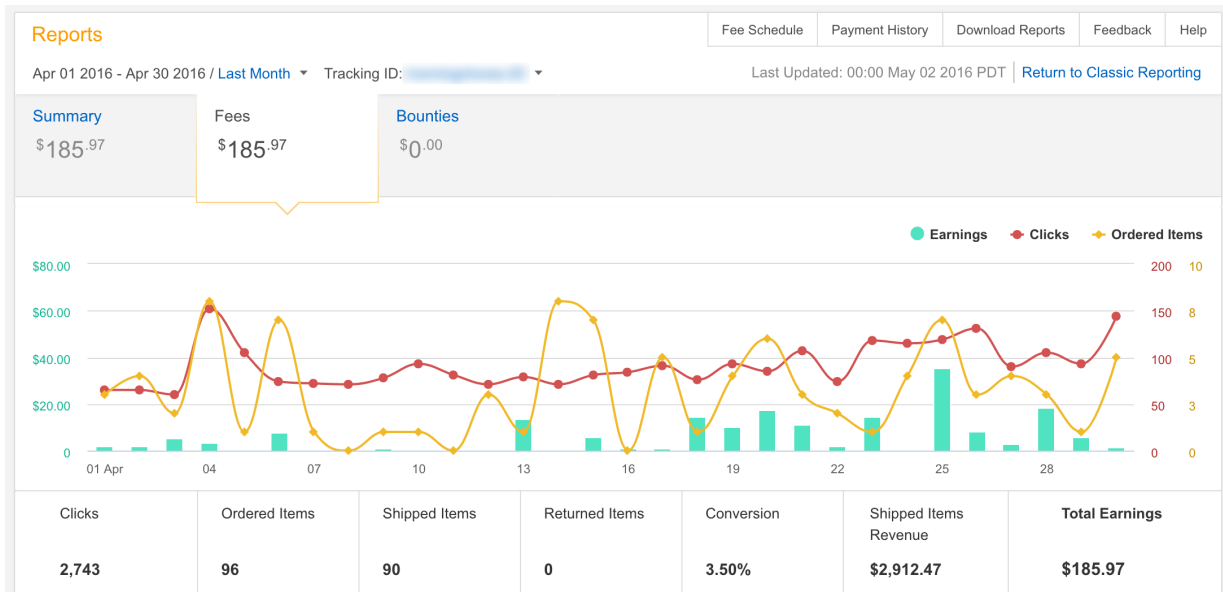 Reports
Fee Schedule Payment History Download Reports Feedback Help
Apr 01 2016 - Apr 30 2016 / Last Month Tracking ID:
Last Updated: 00:00 May 02 2016 PDT Return to Classic Reporting
Summary Fees Bounties
$185.97 $185.97 $0.00
Earnings Clicks Ordered Items
$80.00 200 10
$60.00 150 8
$40.00 100 5
$20.00 50 3
0 0 0
01 Apr 04 07 10 13 16 19 22 25 28
Clicks Ordered Items Shipped Items Returned Items Conversion Shipped Items Total Earnings
Revenue
2,743 96 90 0 3.50% $2,912.47 $185.97